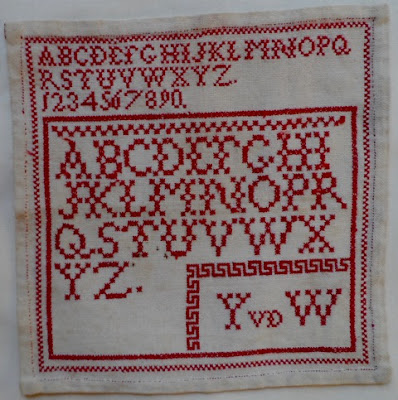 ABCDEFGHIJKLMNOPQ
RSTUVWXYZ.
1234567890.
ABCDEFGHI
JKLMNOPR
QSTUVWX
YZ.
Y VD W